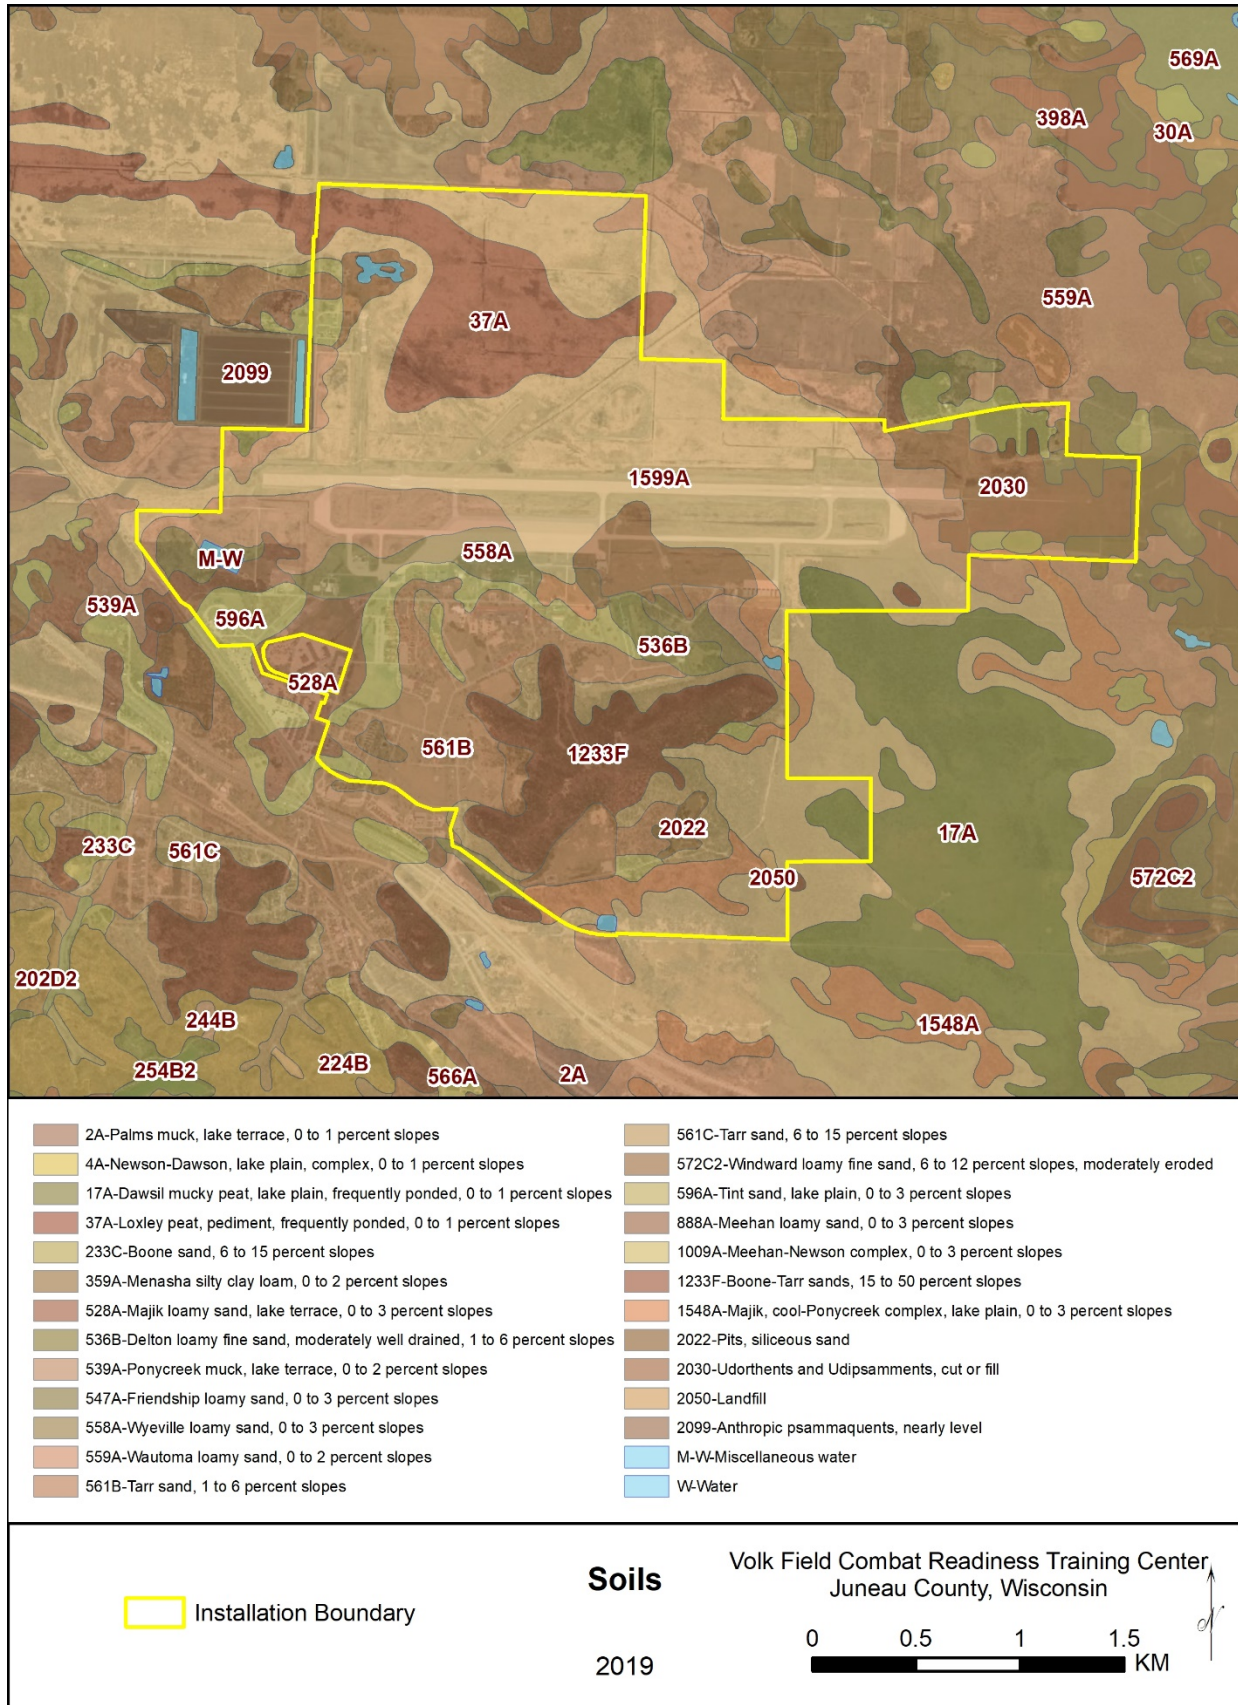 569A
398A
30A
559A
37A
2099
1599A
2030
M-W
558A
539A
596A
536B
528A
561B
1233F
2022
17A
233C
561C
2050
572C2
202D2
244B
1548A
254B2
224B
566A
2A
2A-Palms muck, lake terrace, 0 to 1 percent slopes
4A-Newson-Dawson, lake plain, complex, 0 to 1 percent slopes
17A-Dawsil mucky peat, lake plain, frequently ponded, 0 to 1 percent slopes
37A-Loxley peat, pediment, frequently ponded, 0 to 1 percent slopes
233C-Boone sand, 6 to 15 percent slopes
359A-Menasha silty clay loam, 0 to 2 percent slopes
528A-Majik loamy sand, lake terrace, 0 to 3 percent slopes
536B-Delton loamy fine sand, moderately well drained, 1 to 6 percent slopes
539A-Ponycreek muck, lake terrace, 0 to 2 percent slopes
547A-Friendship loamy sand, 0 to 3 percent slopes
558A-Wyeville loamy sand, 0 to 3 percent slopes
559A-Wautoma loamy sand, 0 to 2 percent slopes
561B-Tarr sand, 1 to 6 percent slopes
561C-Tarr sand, 6 to 15 percent slopes
572C2-Windward loamy fine sand, 6 to 12 percent slopes, moderately eroded
596A-Tint sand, lake plain, 0 to 3 percent slopes
888A-Meehan loamy sand, 0 to 3 percent slopes
1009A-Meehan-Newson complex, 0 to 3 percent slopes
1233F-Boone-Tarr sands, 15 to 50 percent slopes
1548A-Majik, cool-Ponycreek complex, lake plain, 0 to 3 percent slopes
2022-Pits, siliceous sand
2030-Udorthents and Udipsamments, cut or fill
2050-Landfill
2099-Anthropic psammaquents, nearly level
M-W-Miscellaneous water
W-Water
Installation Boundary
Soils
2019
Volk Field Combat Readiness Training Center
Juneau County, Wisconsin
0 0.5 1 1.5
KM
N